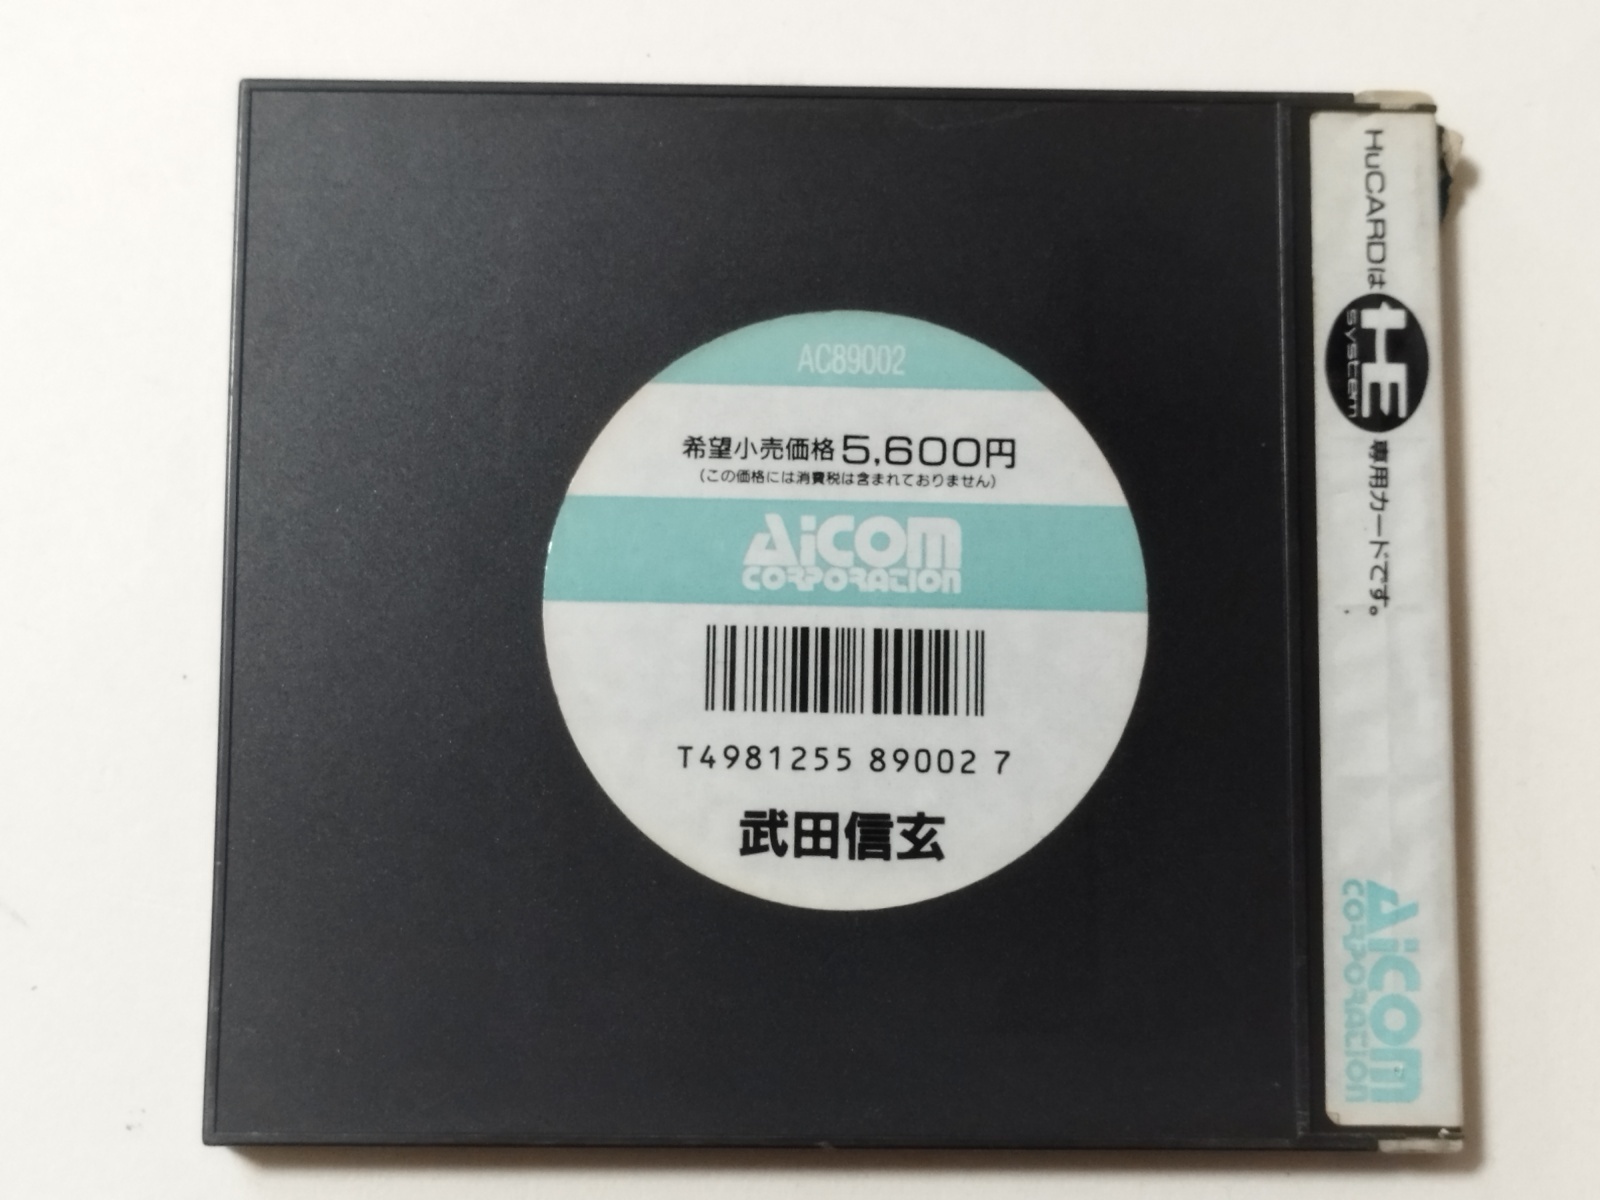 AC89002
希望小売価格5,600円
(この価格には消費税は含まれておりません)
AiCOM
CORPORATION
T4981255 89002 7
武田信玄
HuCARDは HE system 専用カードです。
AiCOM
CORPORATION